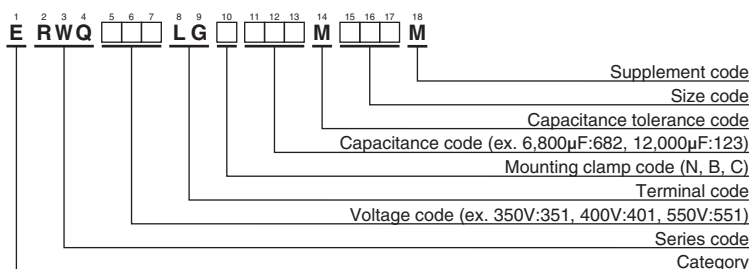 1 2 3 4 5 6 7 8 9 10 11 12 13 14 15 16 17 18
E RWQ □□□ LG □ □□□ M □□□ M
Supplement code
Size code
Capacitance tolerance code
Capacitance code (ex. 6,800µF:682, 12,000µF:123)
Mounting clamp code (N, B, C)
Terminal code
Voltage code (ex. 350V:351, 400V:401, 550V:551)
Series code
Category